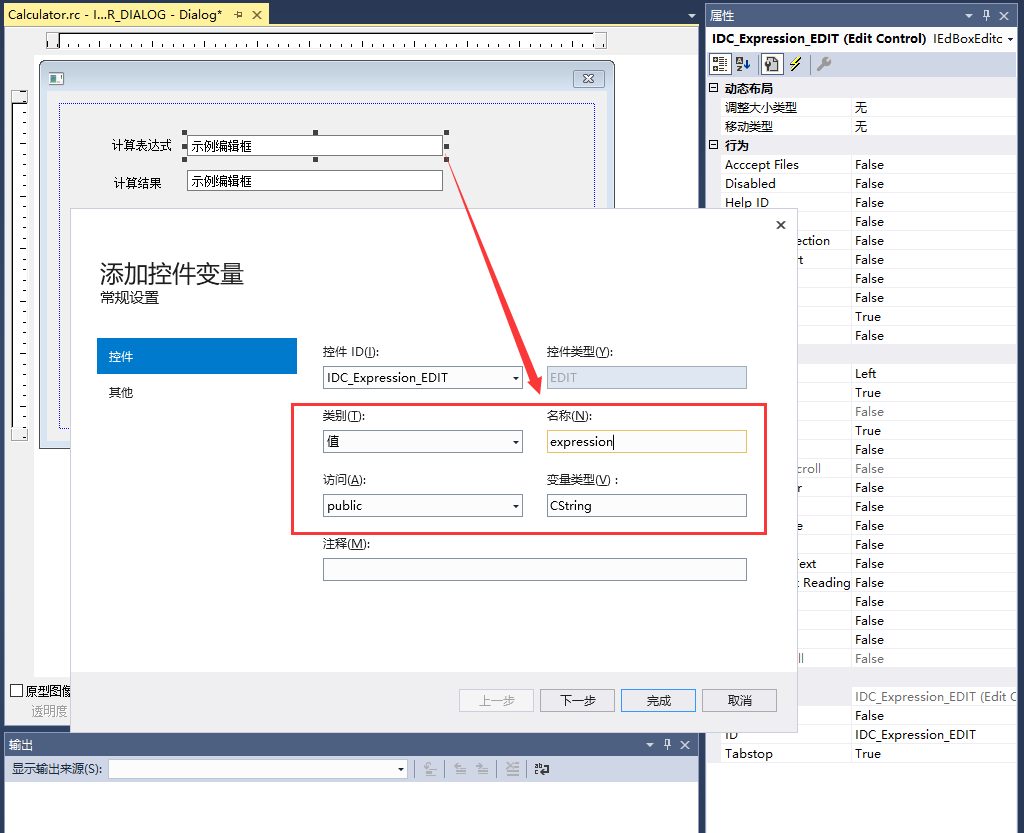 Calculator.rc - I...R_DIALOG - Dialog*
计算表达式
示例编辑框
计算结果
示例编辑框
添加控件变量
常规设置
控件
其他
控件 ID(I):
控件类型(Y):
IDC_Expression_EDIT
EDIT
类别(T):
名称(N):
值
expression
访问(A):
变量类型(V) :
public
CString
注释(M):
上一步
下一步
完成
取消
原型图像
透明度
输出
显示输出来源(S):
属性
IDC_Expression_EDIT (Edit Control) IEdBoxEditc
动态布局
调整大小类型 无
移动类型 无
行为
Acccept Files False
Disabled False
Help ID False
False
ection False
rt False
False
False
True
False
Left
True
False
True
False
croll False
r False
False
e False
False
Text False
t Reading False
False
False
False
ll False
IDC_Expression_EDIT (Edit C
False
ID IDC_Expression_EDIT
Tabstop True